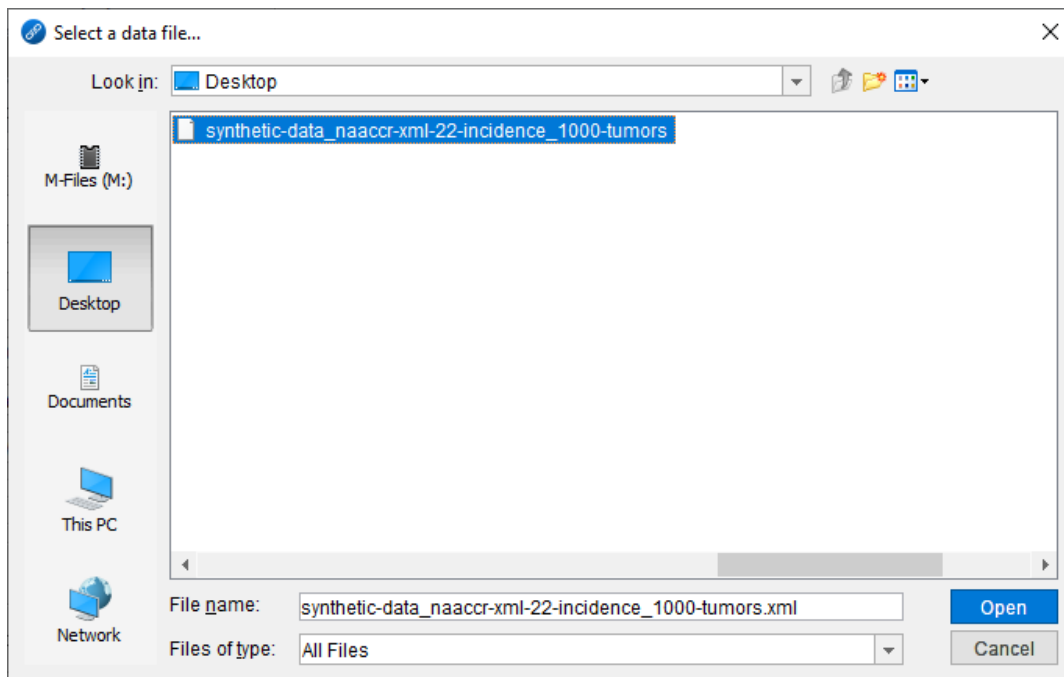 Select a data file...
Look in: Desktop
synthetic-data_naaccr-xml-22-incidence_1000-tumors
M-Files (M:)
Desktop
Documents
This PC
Network
File name: synthetic-data_naaccr-xml-22-incidence_1000-tumors.xml Open
Files of type: All Files Cancel